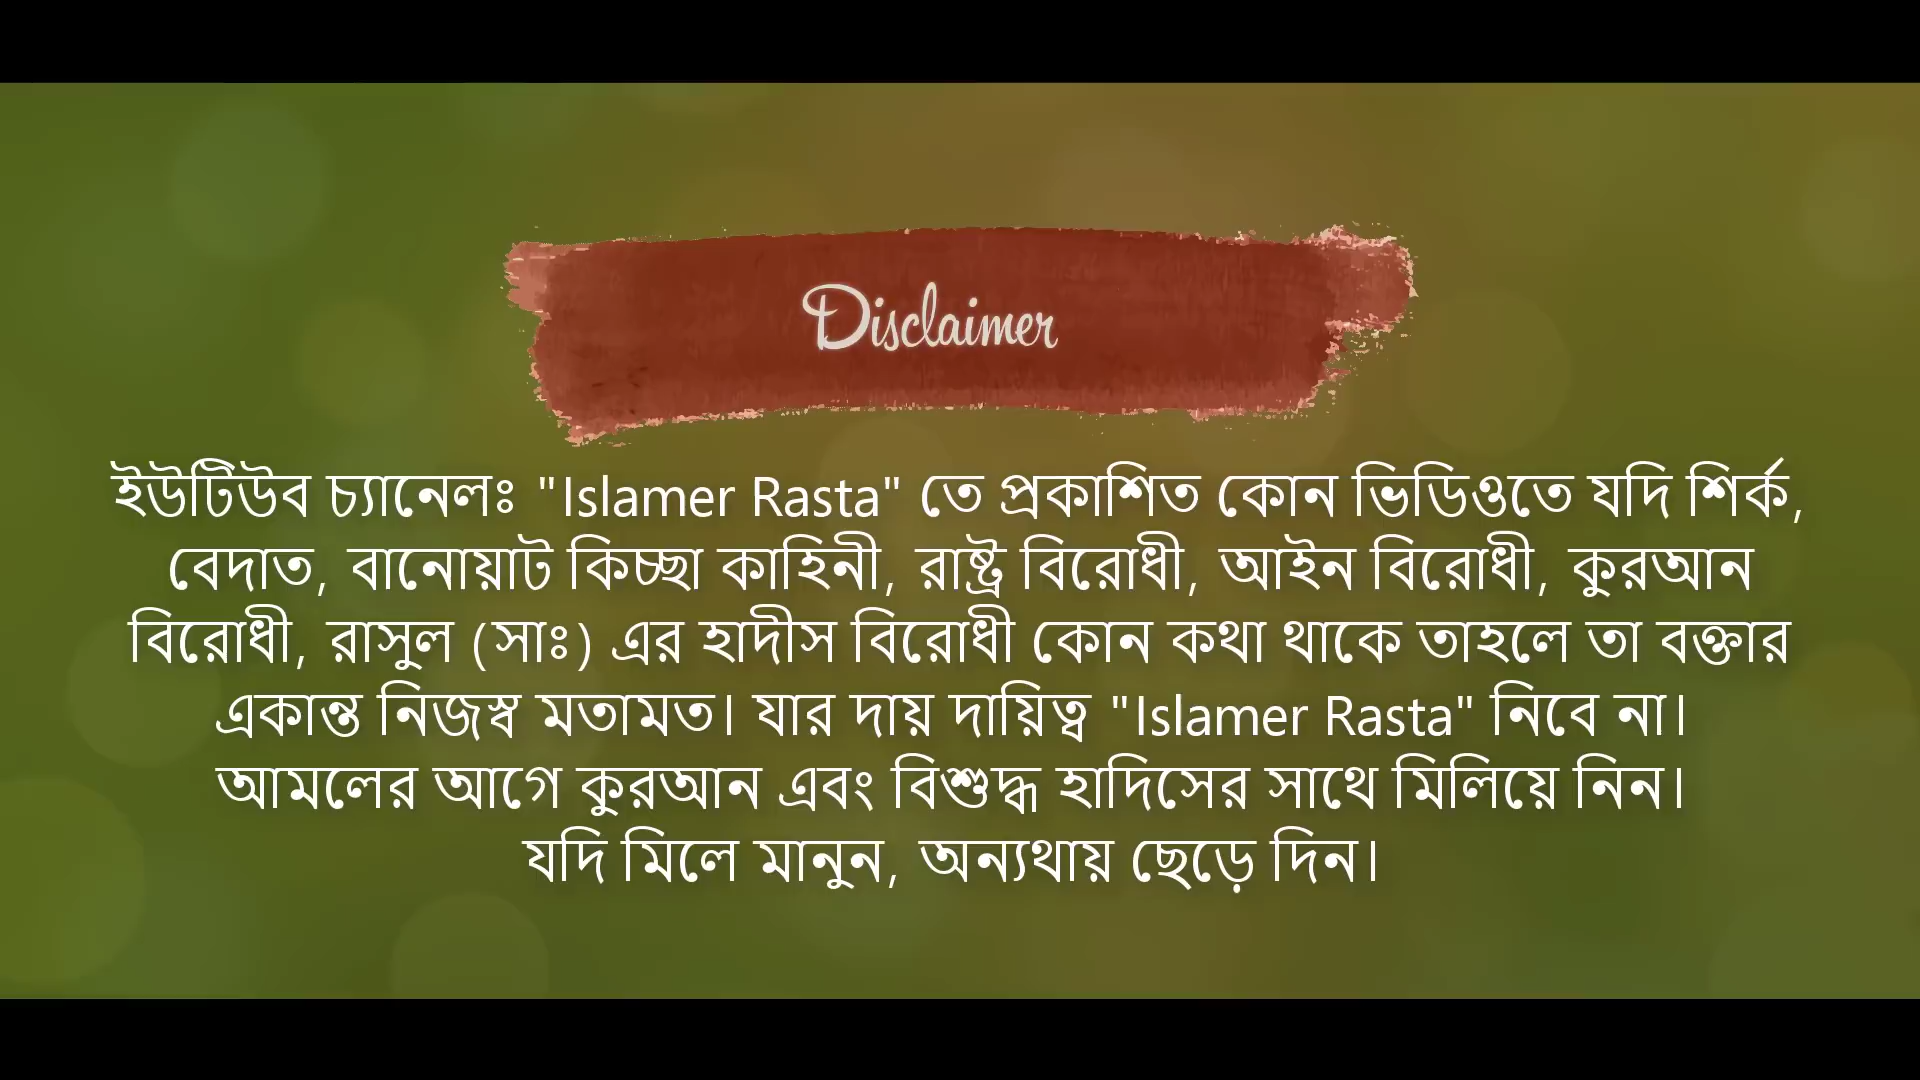 Disclaimer
ইউটিউব চ্যানেলঃ "Islamer Rasta" তে প্রকাশিত কোন ভিডিওতে যদি শির্ক,
বেদাত, বানোয়াট কিচ্ছা কাহিনী, রাষ্ট্র বিরোধী, আইন বিরোধী, কুরআন
বিরোধী, রাসুল (সাঃ) এর হাদীস বিরোধী কোন কথা থাকে তাহলে তা বক্তার
একান্ত নিজস্ব মতামত। যার দায় দায়িত্ব "Islamer Rasta" নিবে না।
আমলের আগে কুরআন এবং বিশুদ্ধ হাদিসের সাথে মিলিয়ে নিন।
যদি মিলে মানুন, অন্যথায় ছেড়ে দিন।